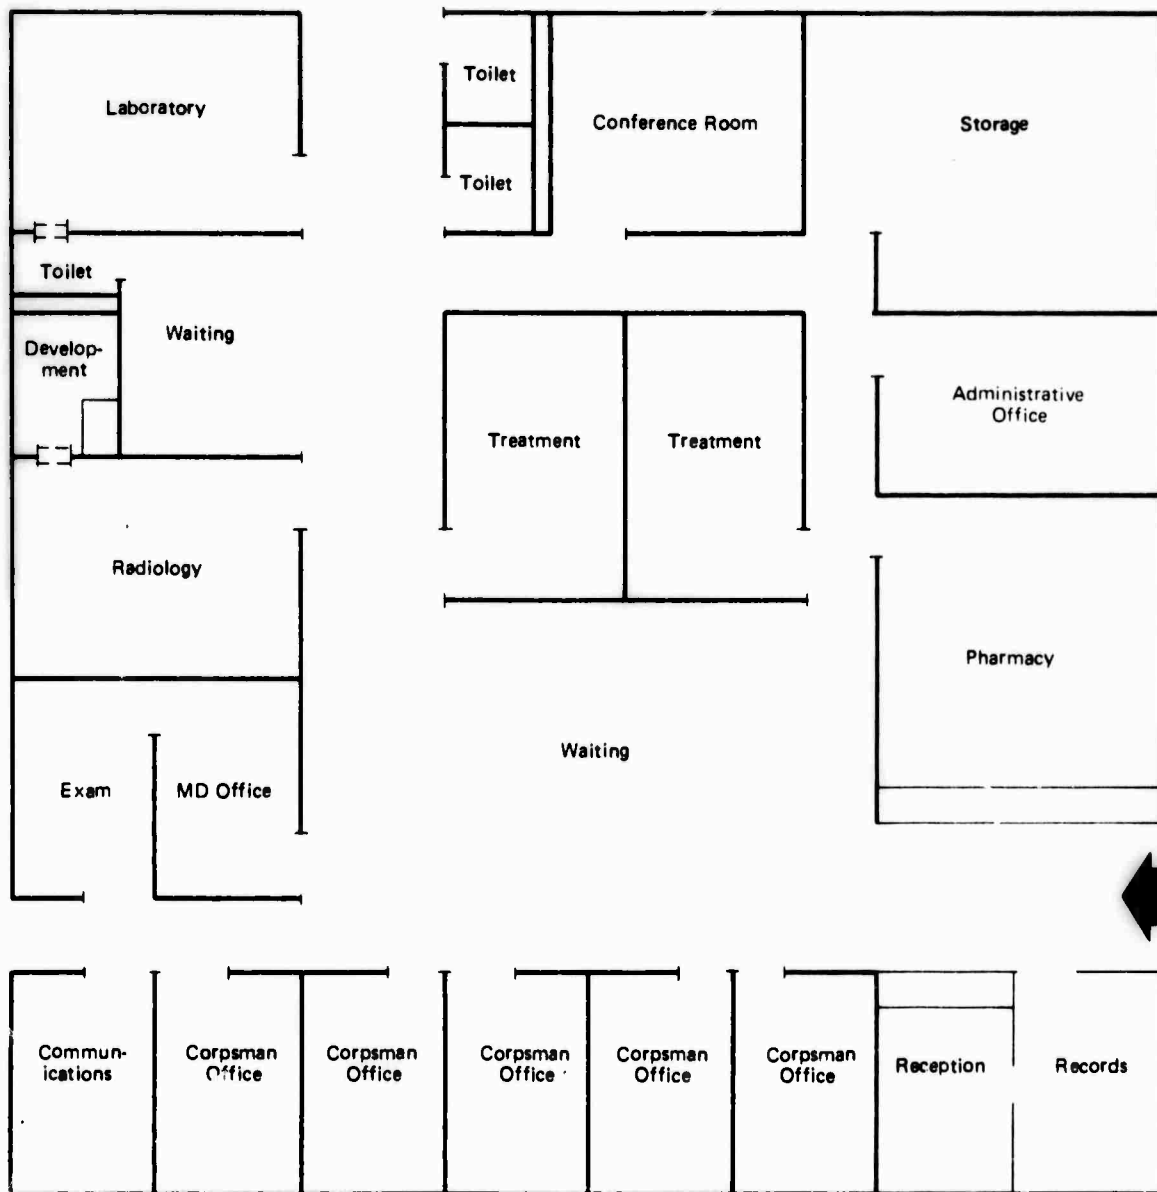 Laboratory
Toilet
Conference Room
Storage
Toilet
Toilet
Waiting
Develop-
ment
Administrative
Office
Treatment
Treatment
Radiology
Pharmacy
Waiting
Exam
MD Office
Commun-
ications
Corpsman
Office
Corpsman
Office
Corpsman
Office
Corpsman
Office
Corpsman
Office
Reception
Records